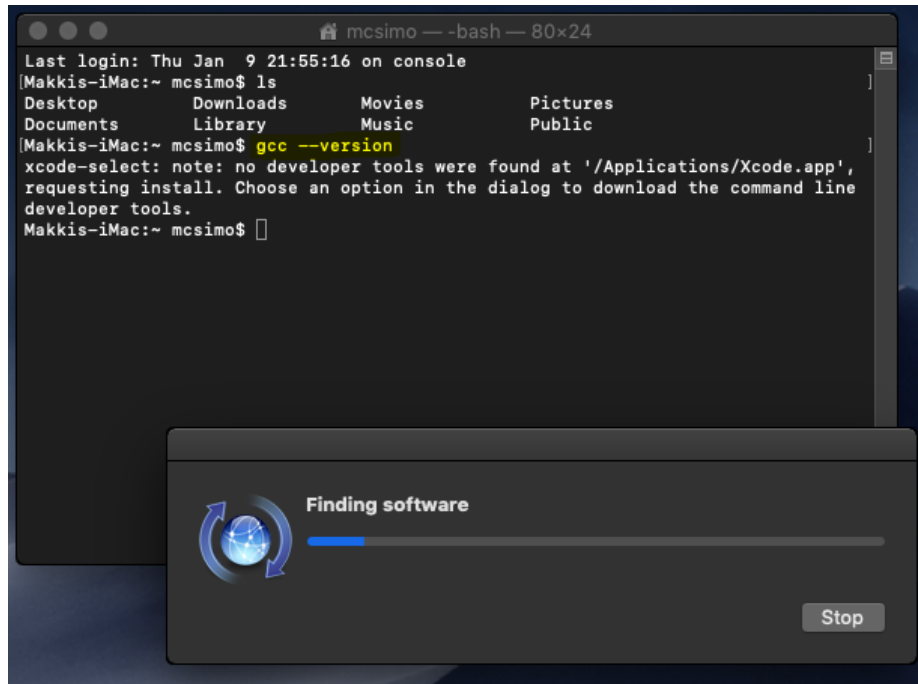 mcsimo — -bash — 80×24
Last login: Thu Jan  9 21:55:16 on console
[Makkis-iMac:~ mcsimo$ ls ]
Desktop Downloads Movies Pictures
Documents Library Music Public
[Makkis-iMac:~ mcsimo$ gcc --version ]
xcode-select: note: no developer tools were found at '/Applications/Xcode.app',
requesting install. Choose an option in the dialog to download the command line
developer tools.
Makkis-iMac:~ mcsimo$
Finding software
Stop